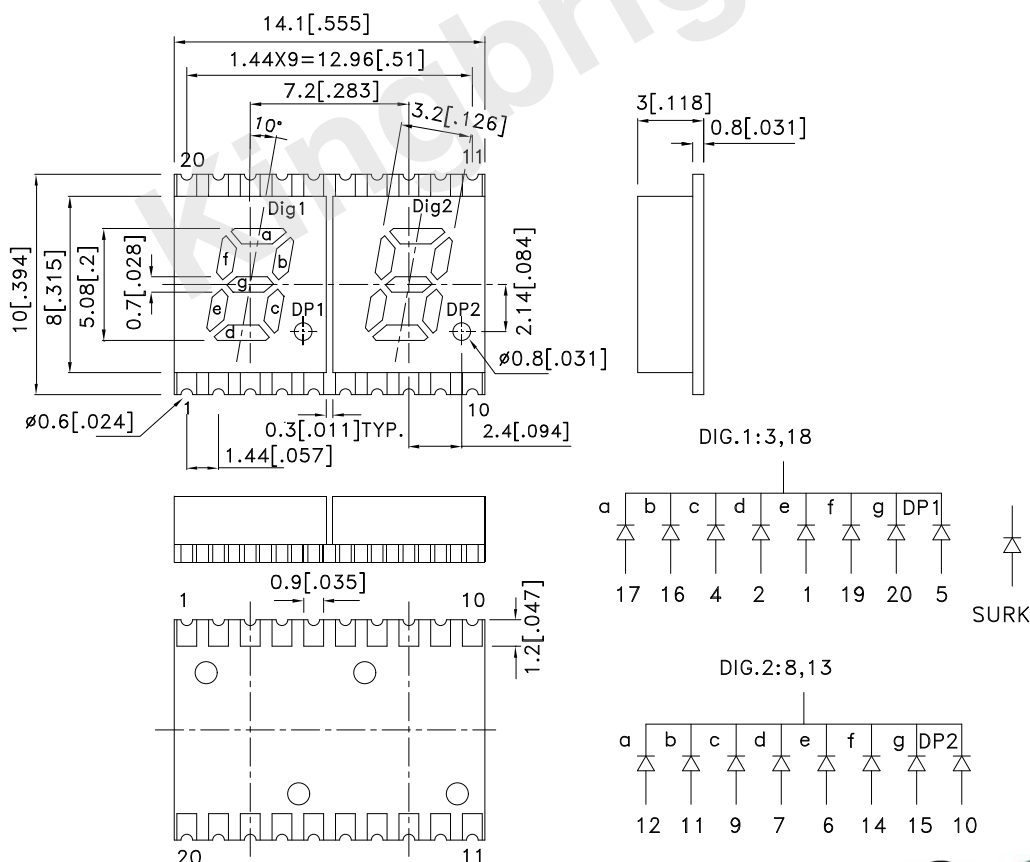 14.1[.555]
1.44X9=12.96[.51]
7.2[.283]
3.2[.126]
10°
20
11
Dig1
Dig2
a
b
f
g
e
c
d
DP1
DP2
10[.394]
8[.315]
5.08[.2]
0.7[.028]
2.14[.084]
ø0.8[.031]
ø0.6[.024]
1
10
0.3[.011]TYP.
2.4[.094]
1.44[.057]
3[.118]
0.8[.031]
0.9[.035]
1
10
1.2[.047]
20
11
DIG.1:3,18
a b c d e f g DP1
17 16 4 2 1 19 20 5
SURK
DIG.2:8,13
a b c d e f g DP2
12 11 9 7 6 14 15 10